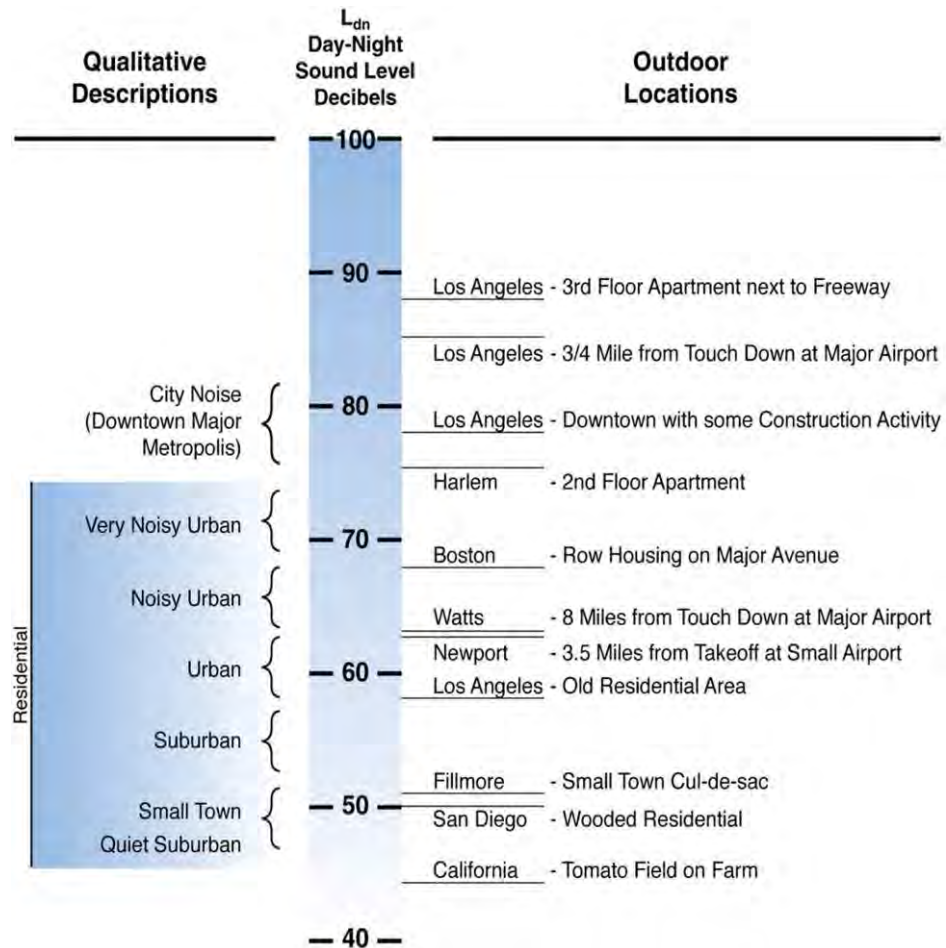 L_dn
Day-Night
Sound Level
Decibels
Qualitative
Descriptions
Outdoor
Locations
100
90
Los Angeles - 3rd Floor Apartment next to Freeway
Los Angeles - 3/4 Mile from Touch Down at Major Airport
City Noise
(Downtown Major
Metropolis)
80
Los Angeles - Downtown with some Construction Activity
Harlem - 2nd Floor Apartment
Very Noisy Urban
70
Boston - Row Housing on Major Avenue
Noisy Urban
Watts - 8 Miles from Touch Down at Major Airport
Newport - 3.5 Miles from Takeoff at Small Airport
Urban
60
Los Angeles - Old Residential Area
Residential
Suburban
Fillmore - Small Town Cul-de-sac
50
Small Town
San Diego - Wooded Residential
Quiet Suburban
California - Tomato Field on Farm
40